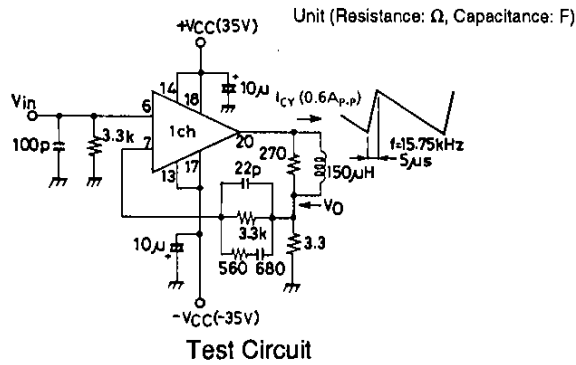 Unit (Resistance: Ω, Capacitance: F)
+VCC(35V)
14
18
+
10μ
ICY (0.6AP.P)
Vin
6
1ch
20
f=15.75kHz
5μs
100p
3.3k
7
270
150μH
13
17
22p
VO
3.3k
3.3
10μ
+
560
680
-VCC(-35V)
Test Circuit